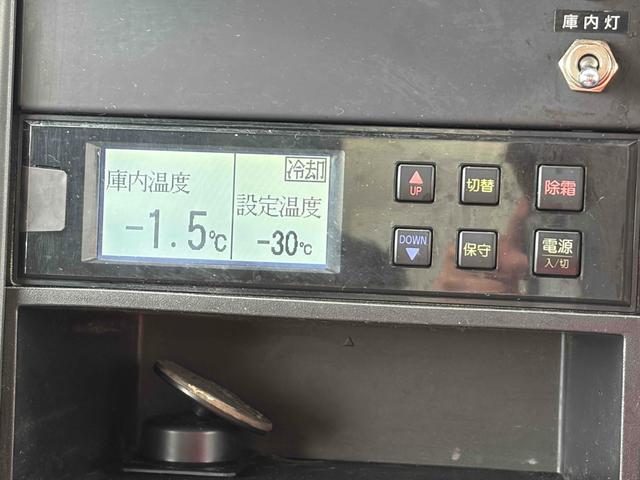 庫内灯
冷却
庫内温度
設定温度
-1.5℃
-30℃
UP
切替
除霜
DOWN
保守
電源
入/切